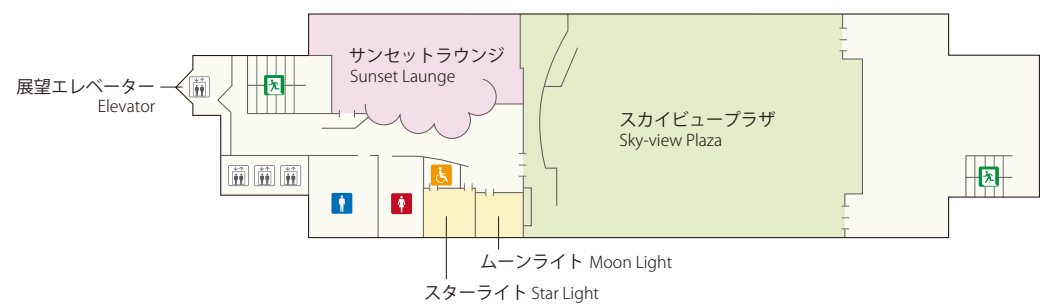 サンセットラウンジ
Sunset Launge
展望エレベーター
Elevator
スカイビュープラザ
Sky-view Plaza
ムーンライト Moon Light
スターライト Star Light